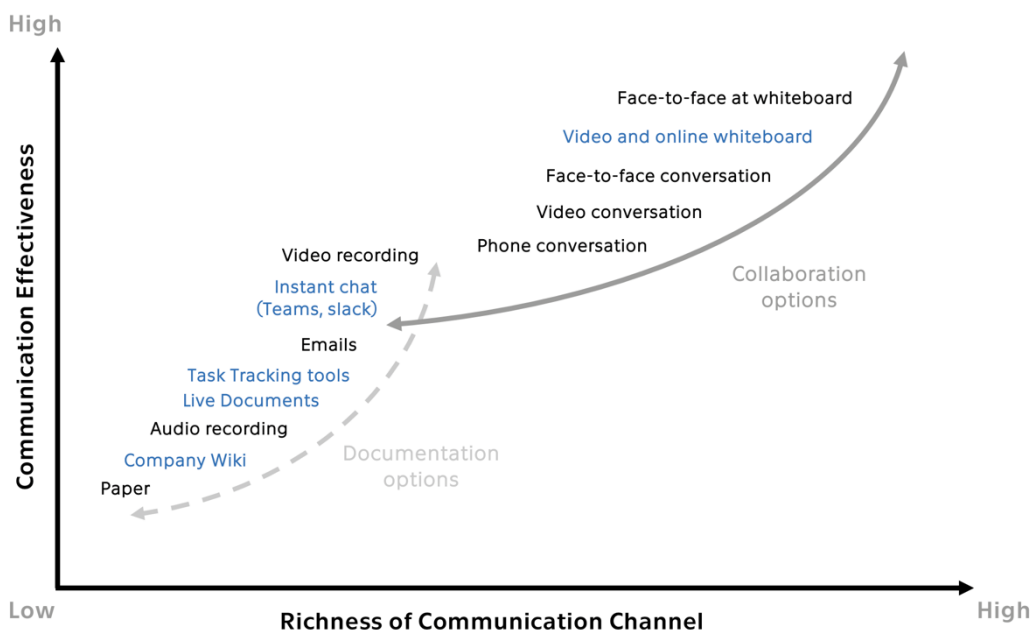 High
Face-to-face at whiteboard
Video and online whiteboard
Face-to-face conversation
Video conversation
Phone conversation
Video recording
Instant chat
(Teams, slack)
Emails
Task Tracking tools
Live Documents
Audio recording
Company Wiki
Paper
Collaboration
options
Documentation
options
Communication Effectiveness
Low
Richness of Communication Channel
High